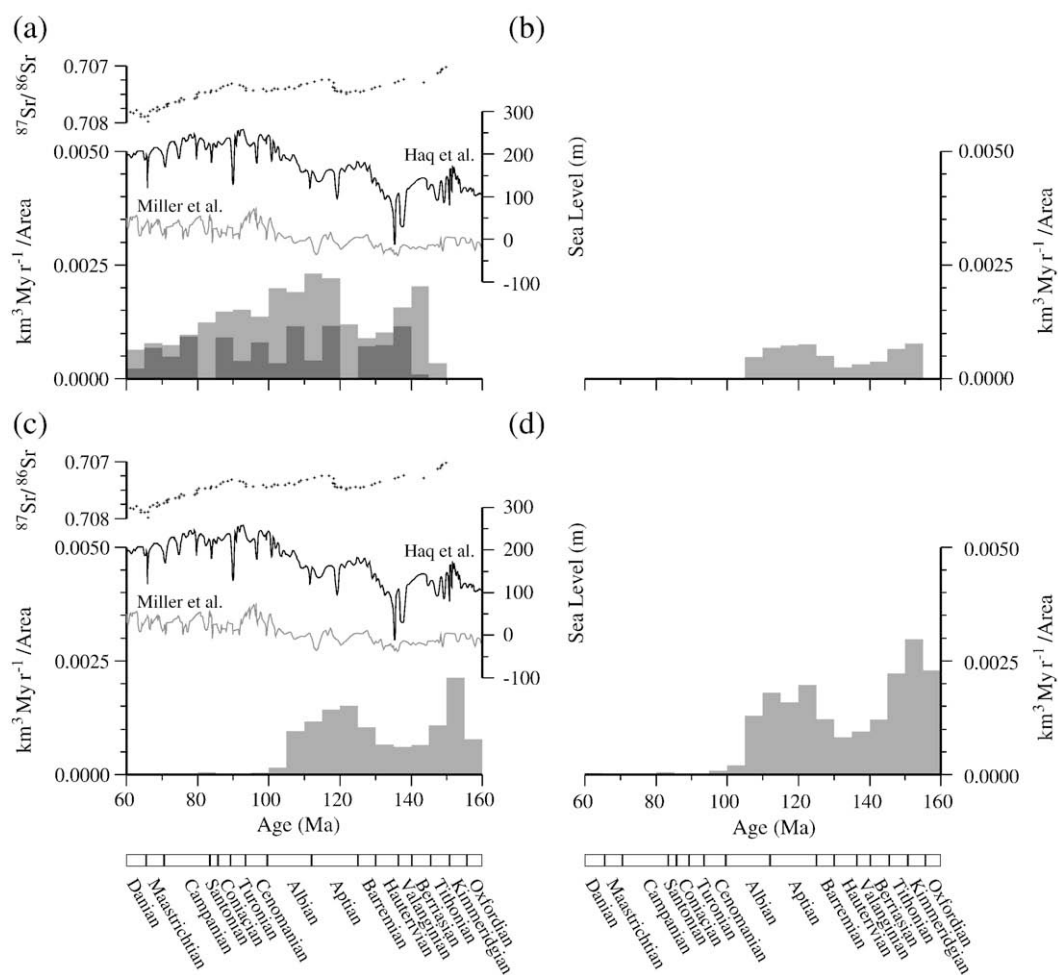 (a)
(b)
⁸⁷Sr/⁸⁶Sr
0.707
0.708
300
200
100
0
-100
Haq et al.
Miller et al.
Sea Level (m)
km³ Myr⁻¹ /Area
0.0050
0.0025
0.0000
0.0050
0.0025
0.0000
km³ Myr⁻¹ /Area
(c)
(d)
⁸⁷Sr/⁸⁶Sr
0.707
0.708
300
200
100
0
-100
Haq et al.
Miller et al.
Sea Level (m)
km³ Myr⁻¹ /Area
0.0050
0.0025
0.0000
0.0050
0.0025
0.0000
km³ Myr⁻¹ /Area
60 80 100 120 140 160
Age (Ma)
60 80 100 120 140 160
Age (Ma)
Danian
Maastrichtian
Campanian
Santonian
Coniacian
Turonian
Cenomanian
Albian
Aptian
Barremian
Hauterivian
Valanginian
Berriasian
Tithonian
Kimmeridgian
Oxfordian
Danian
Maastrichtian
Campanian
Santonian
Coniacian
Turonian
Cenomanian
Albian
Aptian
Barremian
Hauterivian
Valanginian
Berriasian
Tithonian
Kimmeridgian
Oxfordian